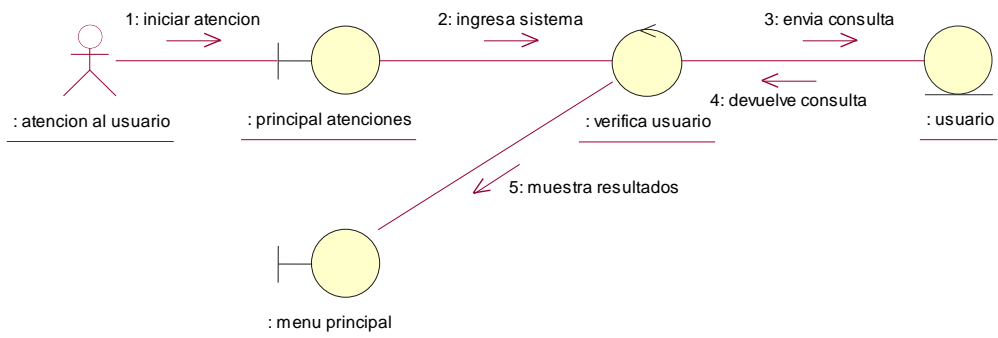 1: iniciar atencion
2: ingresa sistema
3: envia consulta
4: devuelve consulta
: atencion al usuario
: principal atenciones
: verifica usuario
: usuario
5: muestra resultados
: menu principal